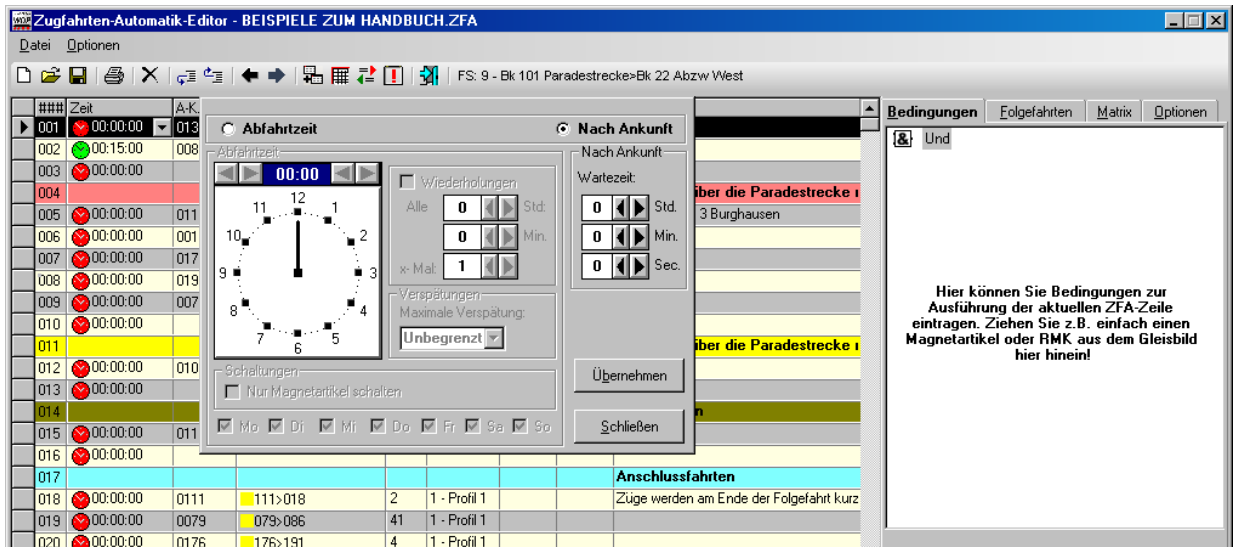 Zugfahrten-Automatik-Editor - BEISPIELE ZUM HANDBUCH.ZFA
Datei Optionen
FS: 9 - Bk 101 Paradestrecke>Bk 22 Abzw West
### Zeit A-K.
001 00:00:00 013
002 00:15:00 008
003 00:00:00
004 über die Paradestrecke
005 00:00:00 011 3 Burghausen
006 00:00:00 001
007 00:00:00 017
008 00:00:00 019
009 00:00:00 007
010 00:00:00
011 über die Paradestrecke
012 00:00:00 010
013 00:00:00
014 n
015 00:00:00 011
016 00:00:00
017 Anschlussfahrten
018 00:00:00 0111 111>018 2 1 - Profil 1 Züge werden am Ende der Folgefahrt kurz
019 00:00:00 0079 079>086 41 1 - Profil 1
020 00:00:00 0176 176>191 4 1 - Profil 1
Abfahrtzeit Nach Ankunft
Abfahrtzeit
00:00
12
11 1
10 2
9 3
8 4
7 5
6
Wiederholungen
Alle 0 Std:
0 Min.
x- Mal: 1
Verspätungen
Maximale Verspätung:
Unbegrenzt
Schaltungen
Nur Magnetartikel schalten
Mo Di Mi Do Fr Sa So
Nach Ankunft
Wartezeit:
0 Std.
0 Min.
0 Sec.
Übernehmen
Schließen
Bedingungen Folgefahrten Matrix Optionen
& Und
Hier können Sie Bedingungen zur
Ausführung der aktuellen ZFA-Zeile
eintragen. Ziehen Sie z.B. einfach einen
Magnetartikel oder RMK aus dem Gleisbild
hier hinein!